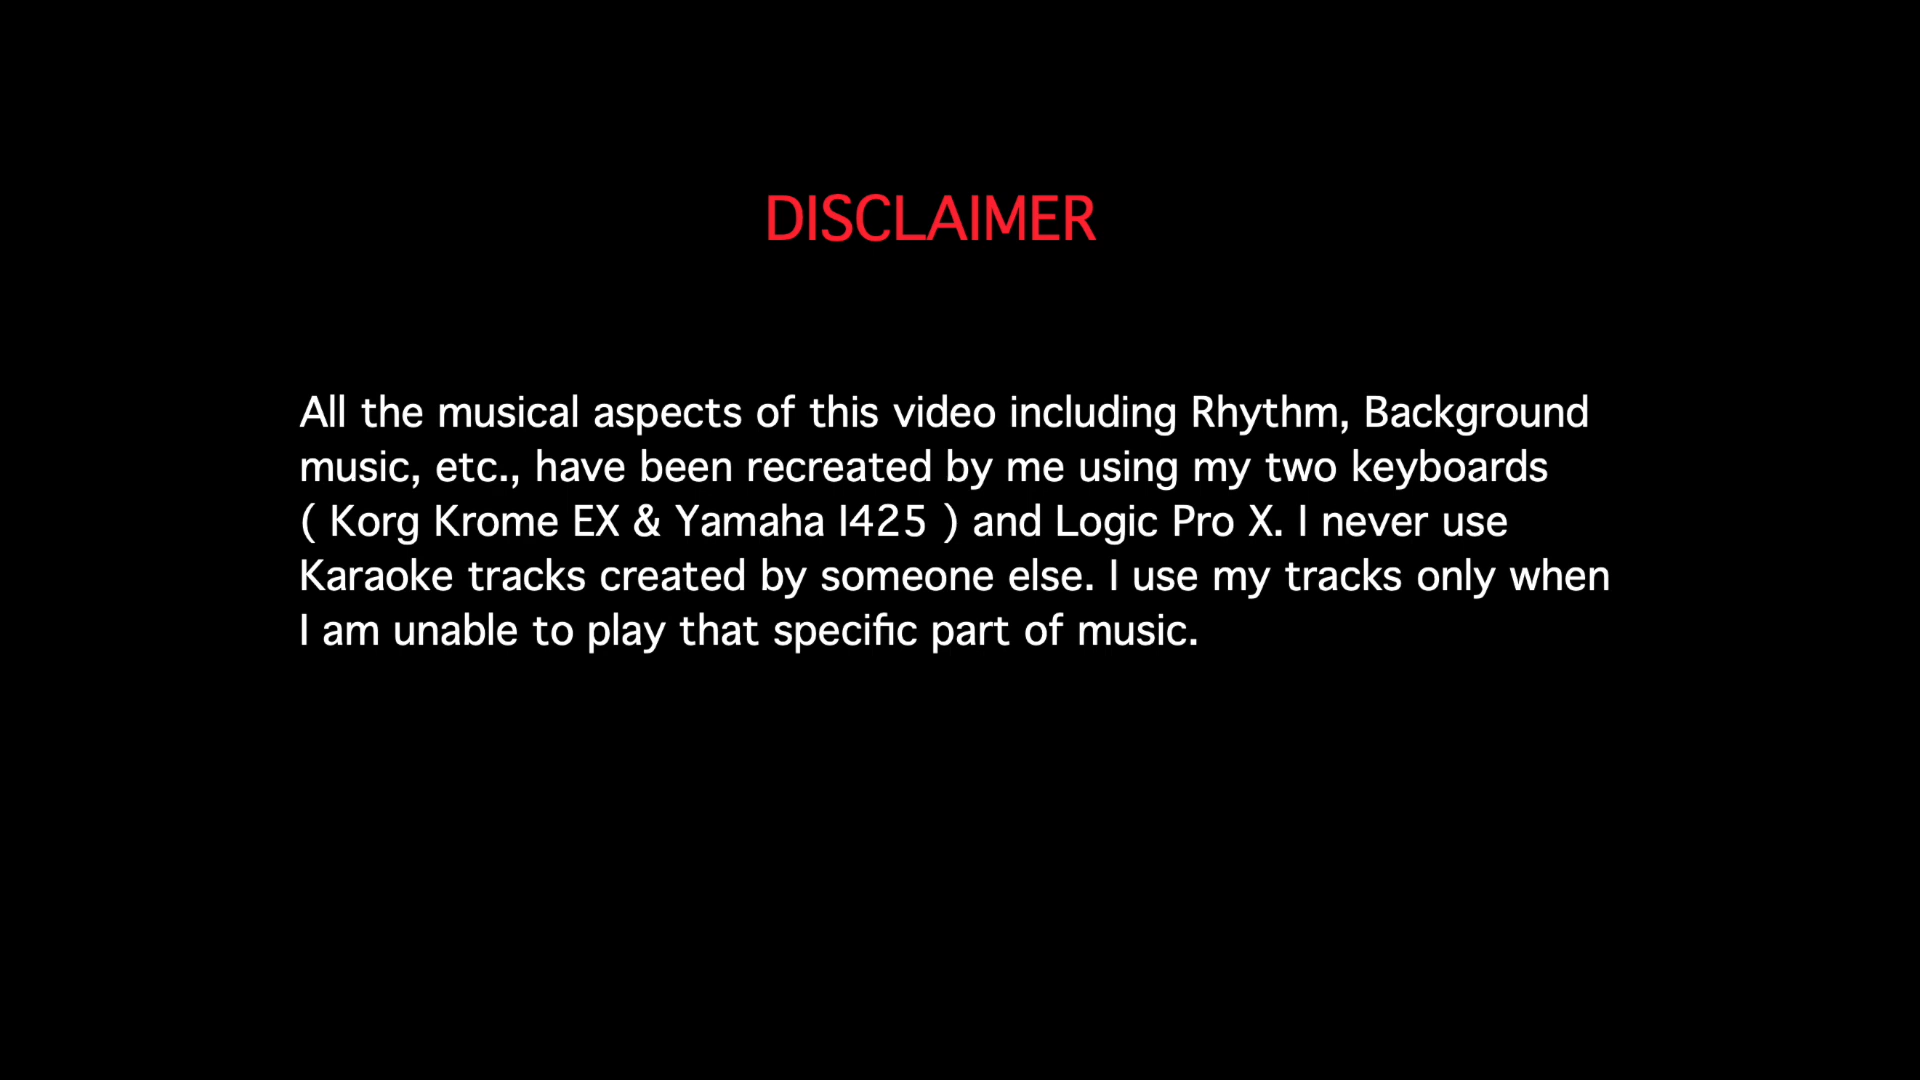 DISCLAIMER
All the musical aspects of this video including Rhythm, Background
music, etc., have been recreated by me using my two keyboards
( Korg Krome EX & Yamaha I425 ) and Logic Pro X. I never use
Karaoke tracks created by someone else. I use my tracks only when
I am unable to play that specific part of music.